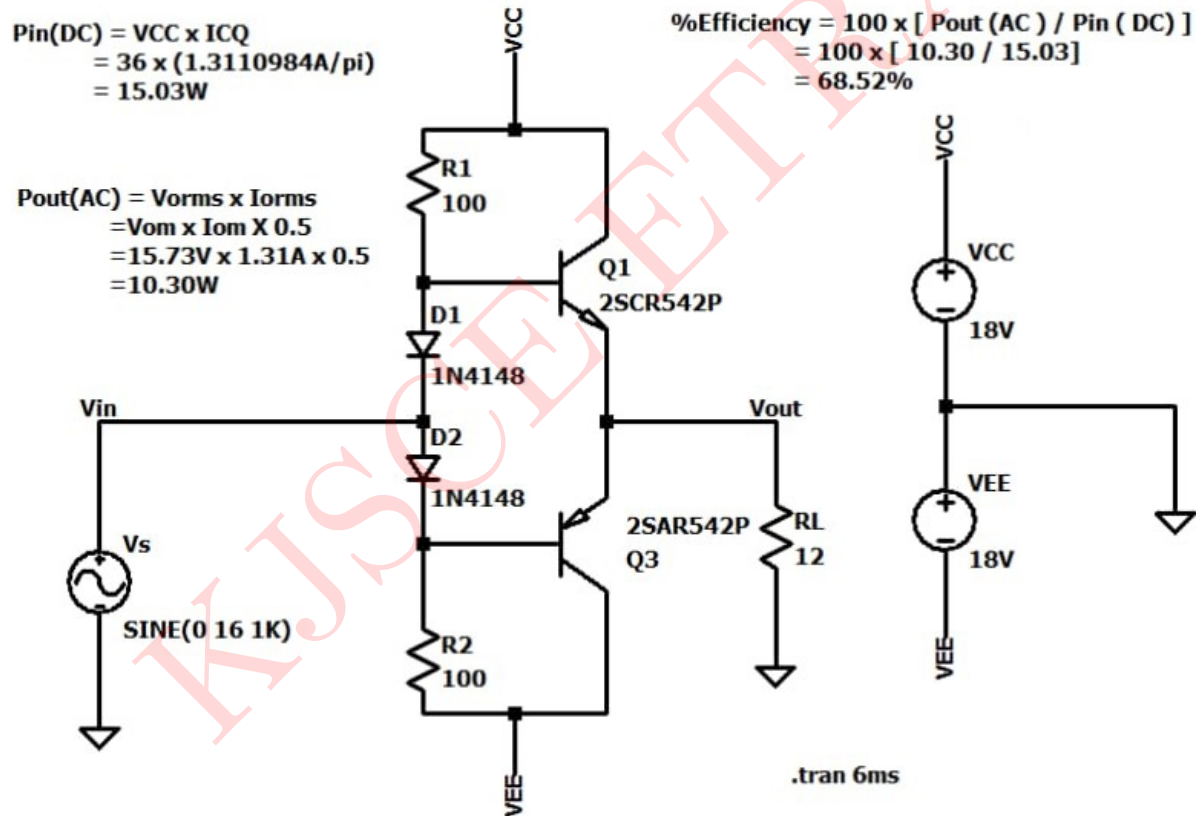 Pin(DC) = VCC x ICQ
= 36 x (1.3110984A/pi)
= 15.03W
VCC
%Efficiency = 100 x [ Pout (AC ) / Pin ( DC) ]
= 100 x [ 10.30 / 15.03]
= 68.52%
Pout(AC) = Vorms x Iorms
=Vom x Iom X 0.5
=15.73V x 1.31A x 0.5
=10.30W
R1
100
VCC
Q1
2SCR542P
VCC
18V
D1
1N4148
Vin
Vout
D2
1N4148
2SAR542P
Q3
RL
12
VEE
18V
Vs
SINE(0 16 1K)
R2
100
VEE
VEE
.tran 6ms